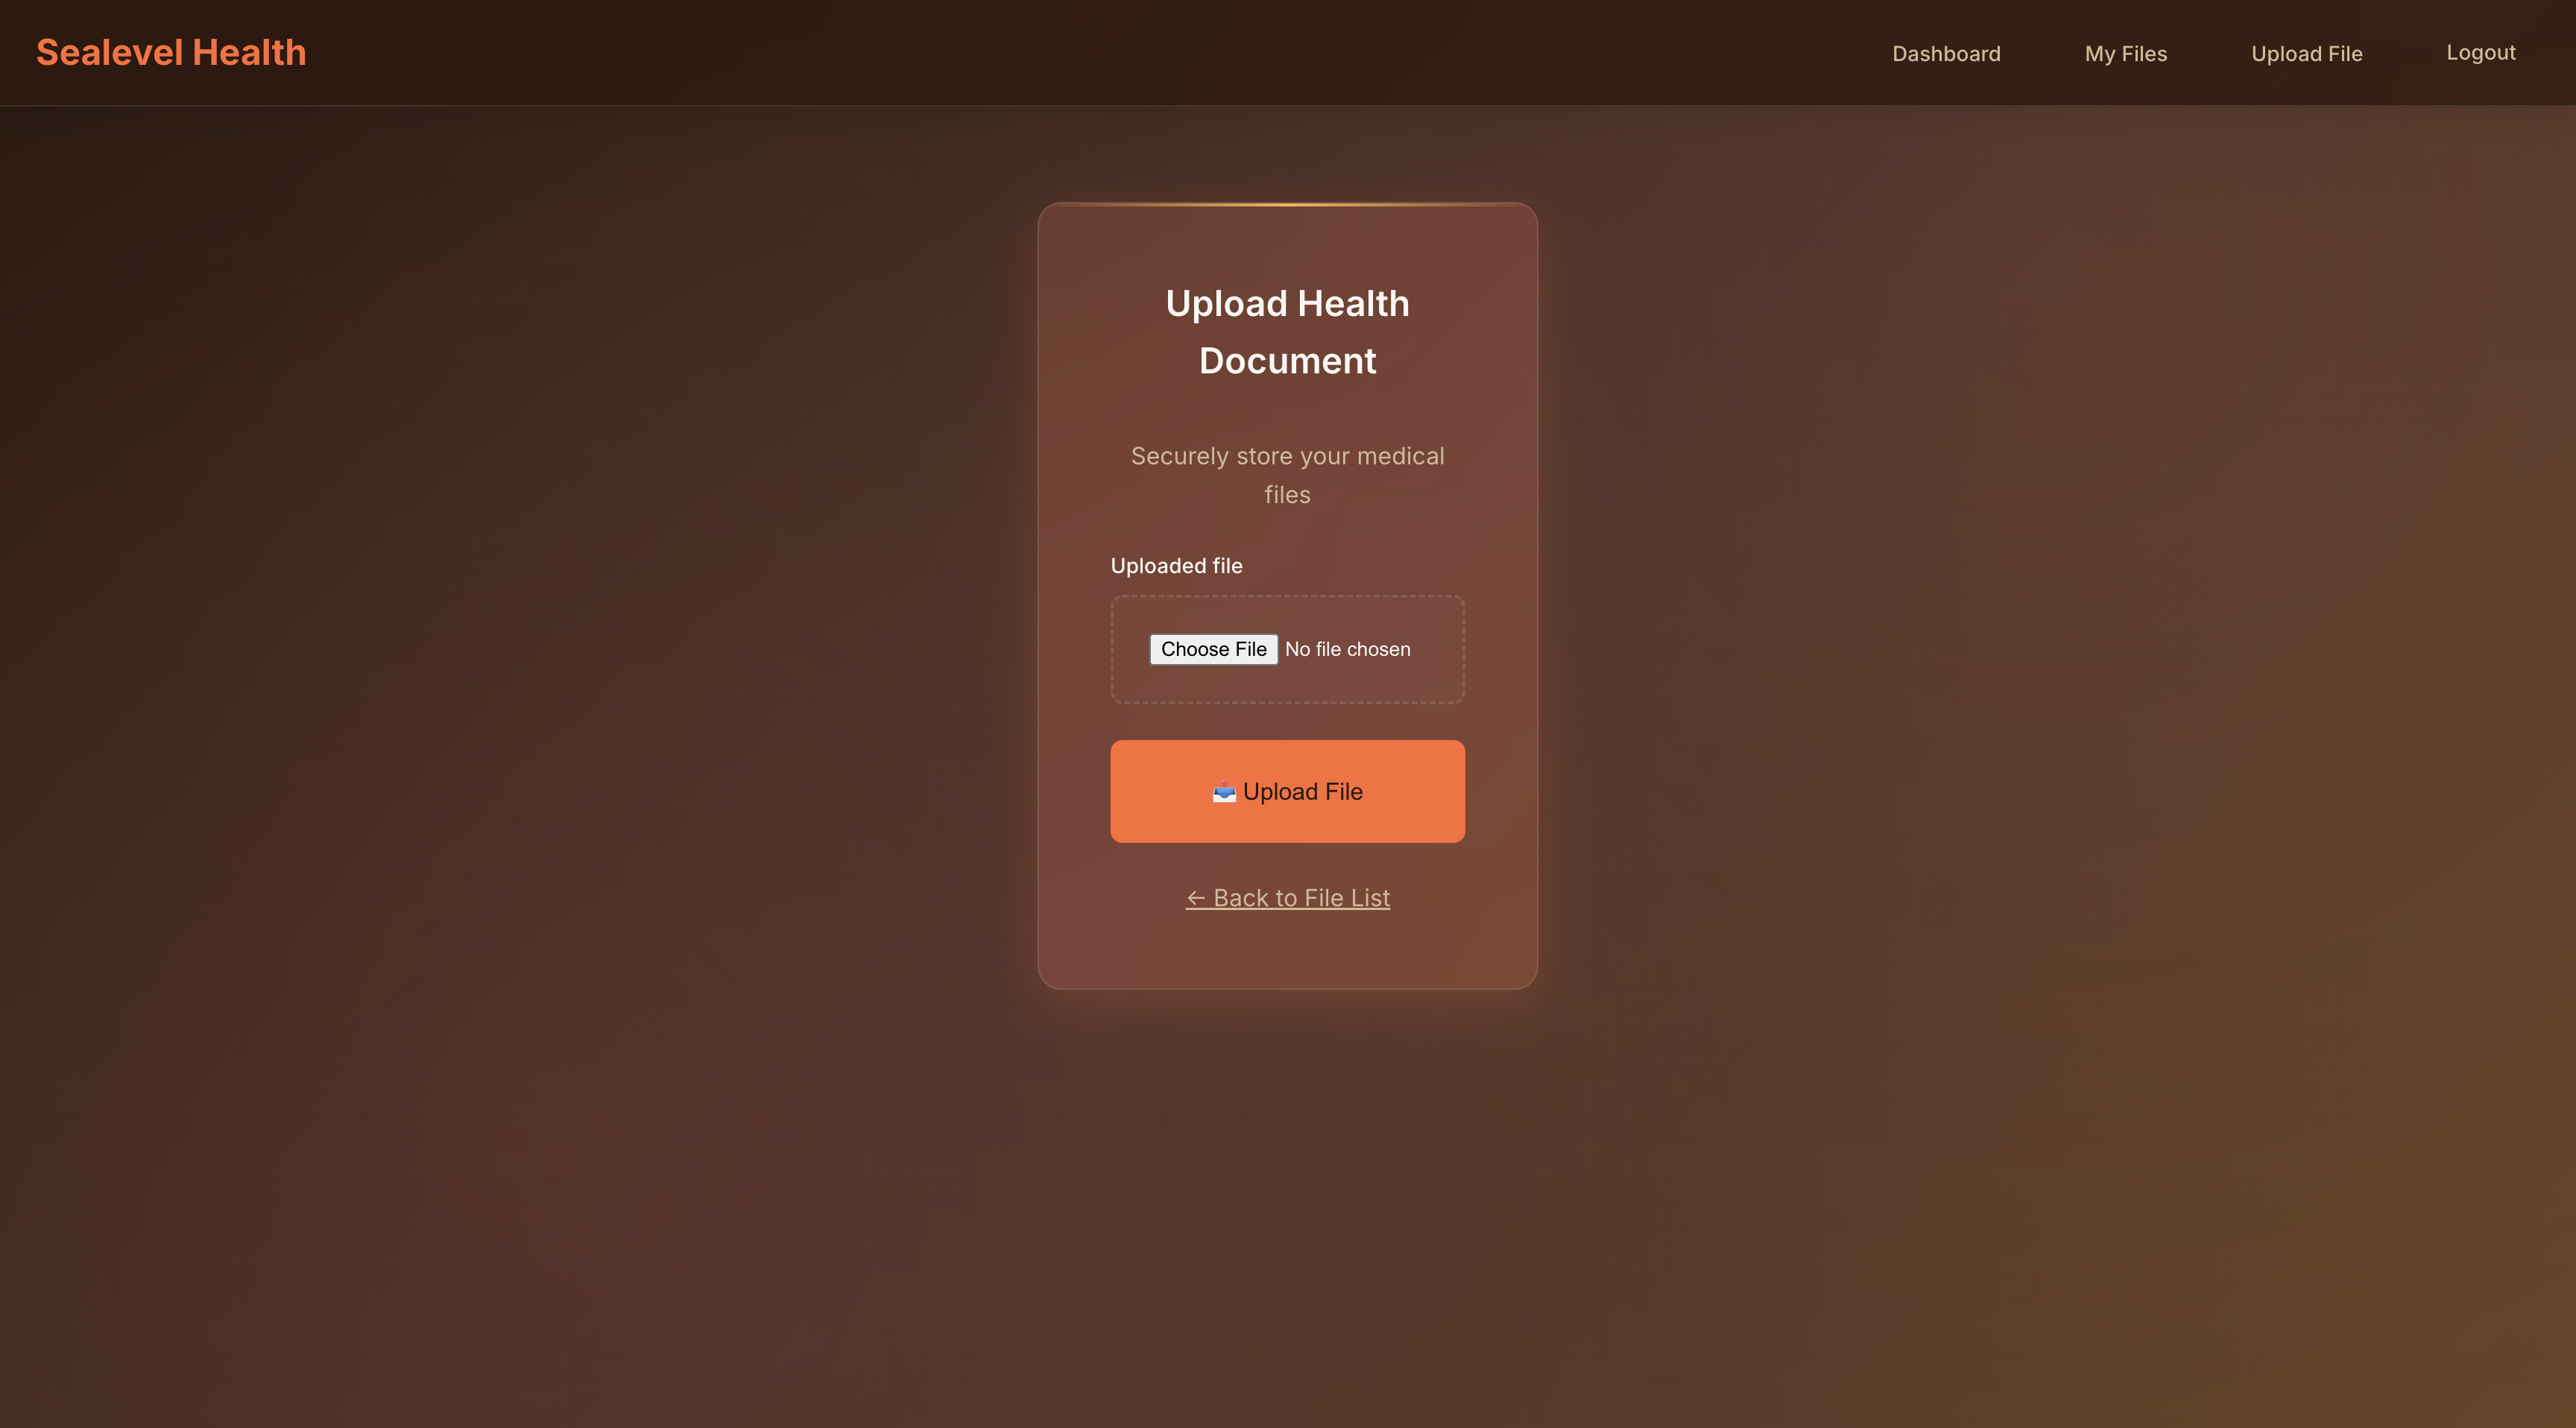 Sealevel Health
Dashboard
My Files
Upload File
Logout
Upload Health
Document
Securely store your medical
files
Uploaded file
Choose File No file chosen
📤 Upload File
← Back to File List